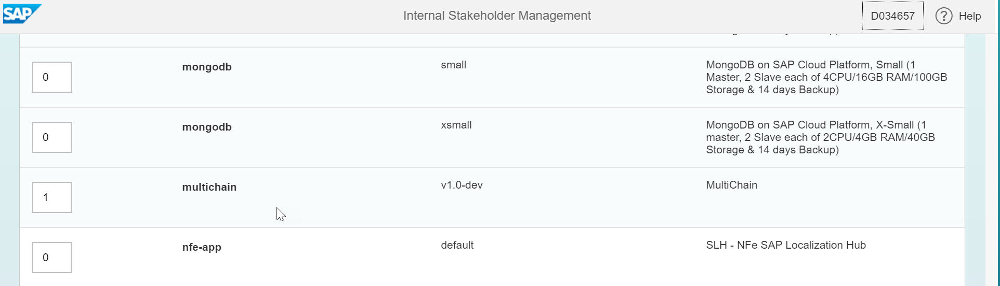 SAP
Internal Stakeholder Management
D034657
? Help
0
mongodb
small
MongoDB on SAP Cloud Platform, Small (1
Master, 2 Slave each of 4CPU/16GB RAM/100GB
Storage & 14 days Backup)
0
mongodb
xsmall
MongoDB on SAP Cloud Platform, X-Small (1
master, 2 Slave each of 2CPU/4GB RAM/40GB
Storage & 14 days Backup)
1
multichain
v1.0-dev
MultiChain
0
nfe-app
default
SLH - NFe SAP Localization Hub